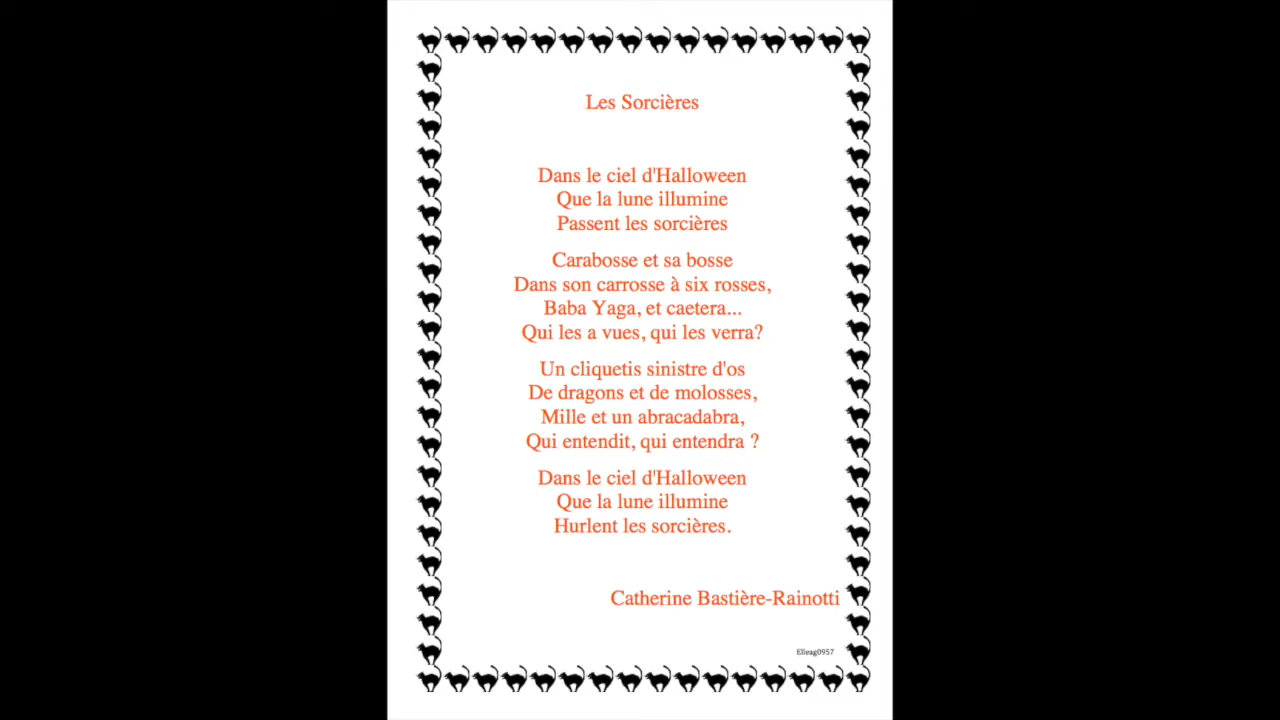 Les Sorcières
Dans le ciel d'Halloween
Que la lune illumine
Passent les sorcières
Carabosse et sa bosse
Dans son carrosse à six rosses,
Baba Yaga, et caetera...
Qui les a vues, qui les verra?
Un cliquetis sinistre d'os
De dragons et de molosses,
Mille et un abracadabra,
Qui entendit, qui entendra ?
Dans le ciel d'Halloween
Que la lune illumine
Hurlent les sorcières.
Catherine Bastière-Rainotti
Elleag0957